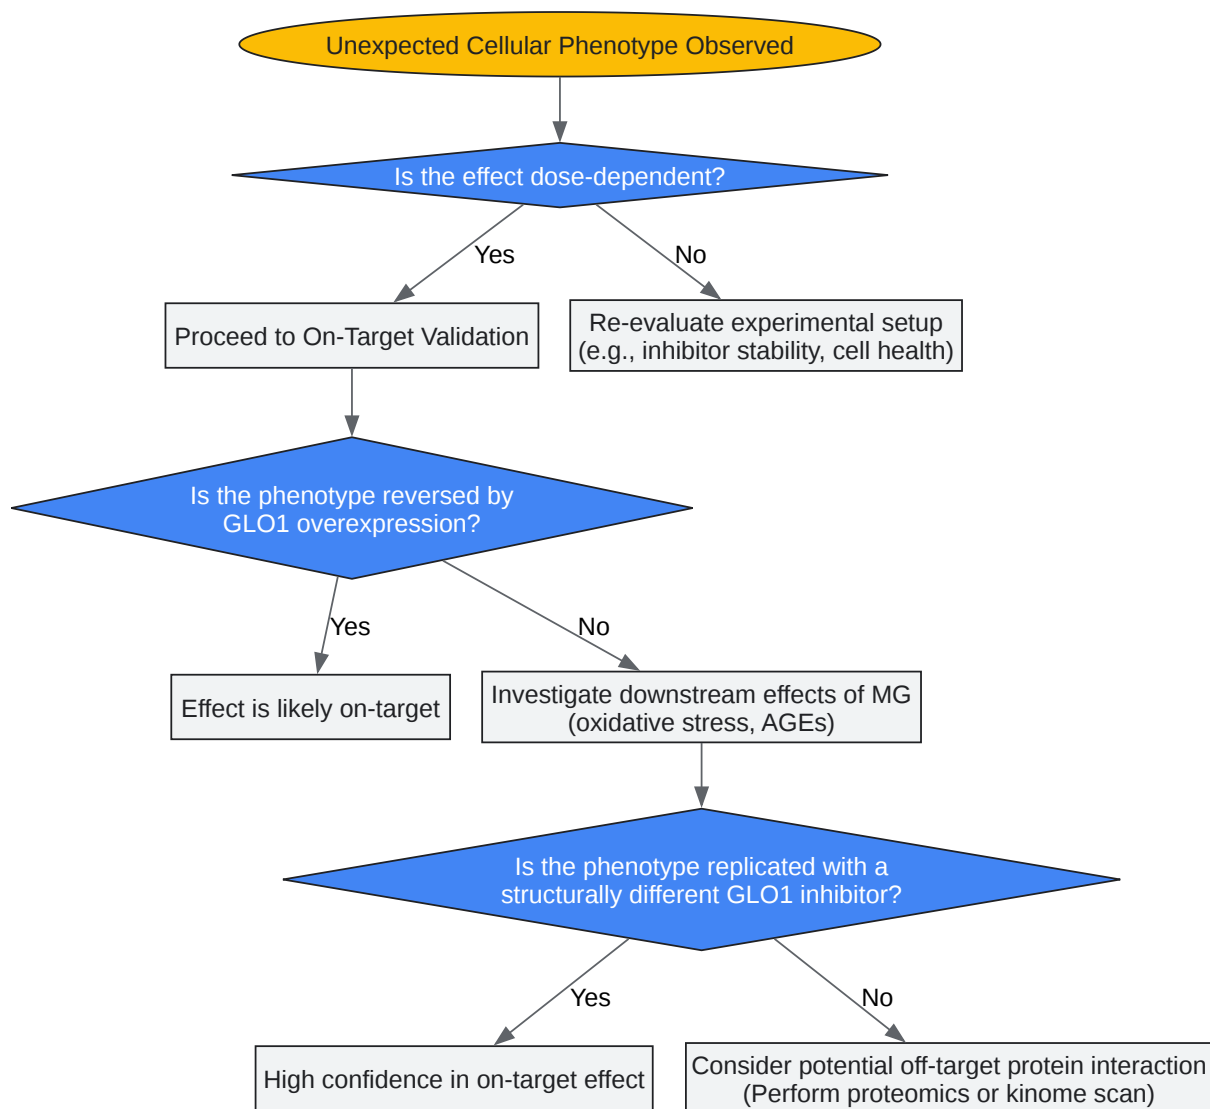 Unexpected Cellular Phenotype Observed
Is the effect dose-dependent?
Yes
No
Proceed to On-Target Validation
Re-evaluate experimental setup
(e.g., inhibitor stability, cell health)
Is the phenotype reversed by
GLO1 overexpression?
Yes
No
Effect is likely on-target
Investigate downstream effects of MG
(oxidative stress, AGEs)
Is the phenotype replicated with a
structurally different GLO1 inhibitor?
Yes
No
High confidence in on-target effect
Consider potential off-target protein interaction
(Perform proteomics or kinome scan)